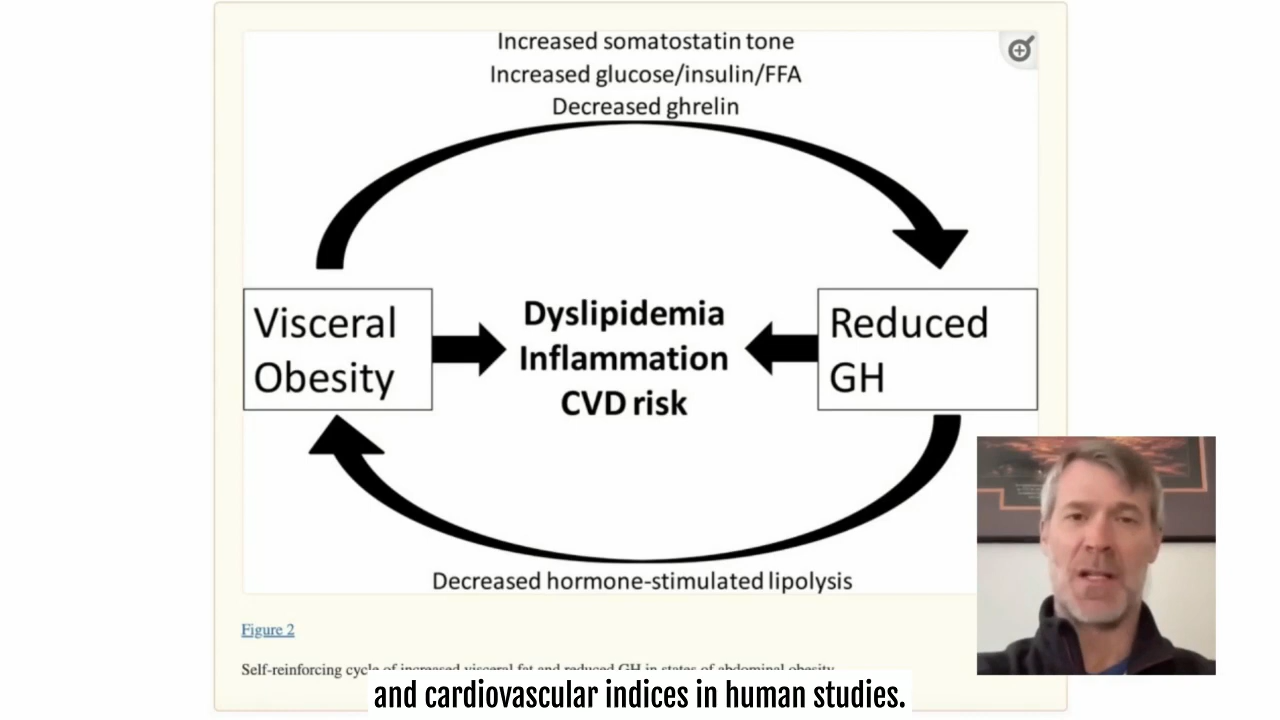 Increased somatostatin tone
Increased glucose/insulin/FFA
Decreased ghrelin
Visceral
Obesity
Dyslipidemia
Inflammation
CVD risk
Reduced
GH
Decreased hormone-stimulated lipolysis
Figure 2
Self-reinforcing cycle of increased visceral fat and reduced GH in states of abdominal obesity
and cardiovascular indices in human studies.